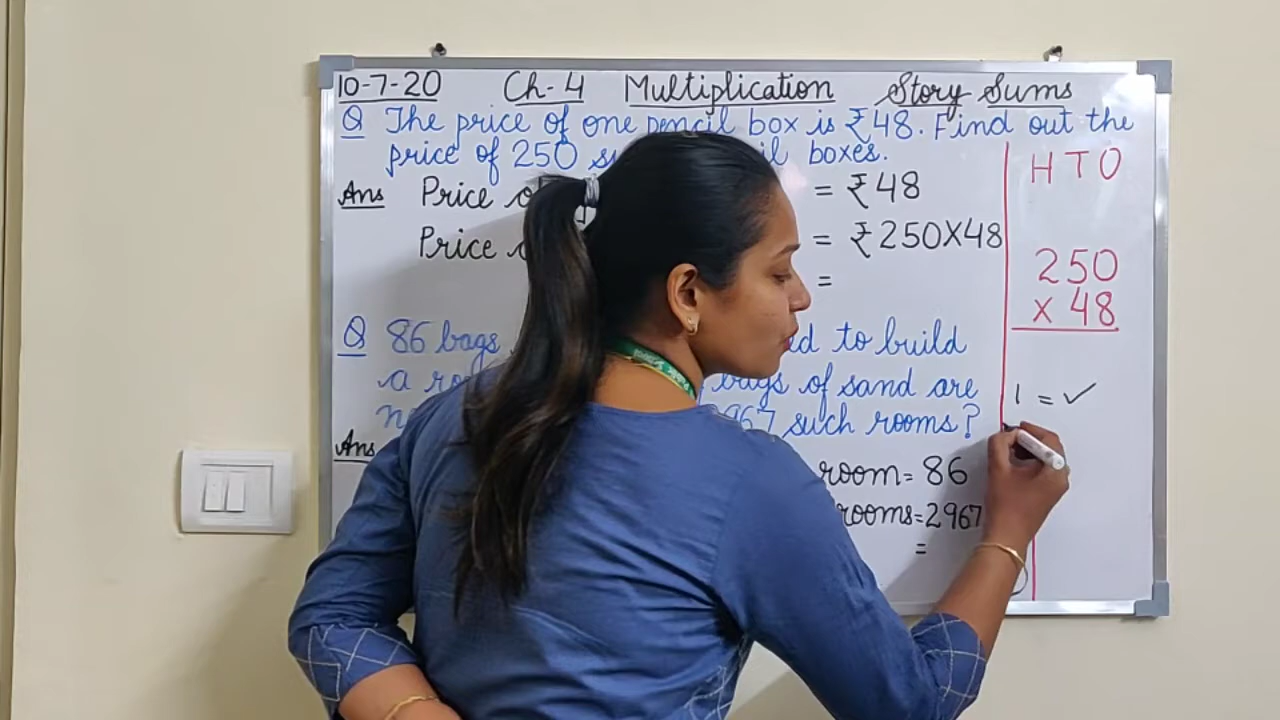 10-7-20 Ch-4 Multiplication Story Sums
Q The price of one pencil box is ₹48. Find out the
price of 250 boxes.
Ans Price = ₹48
Price = ₹250X48
=
Q 86 bags to build
a bags of sand are
such rooms?
Ans room= 86
rooms=2967
=
H T O
250
x 48
1 = ✓